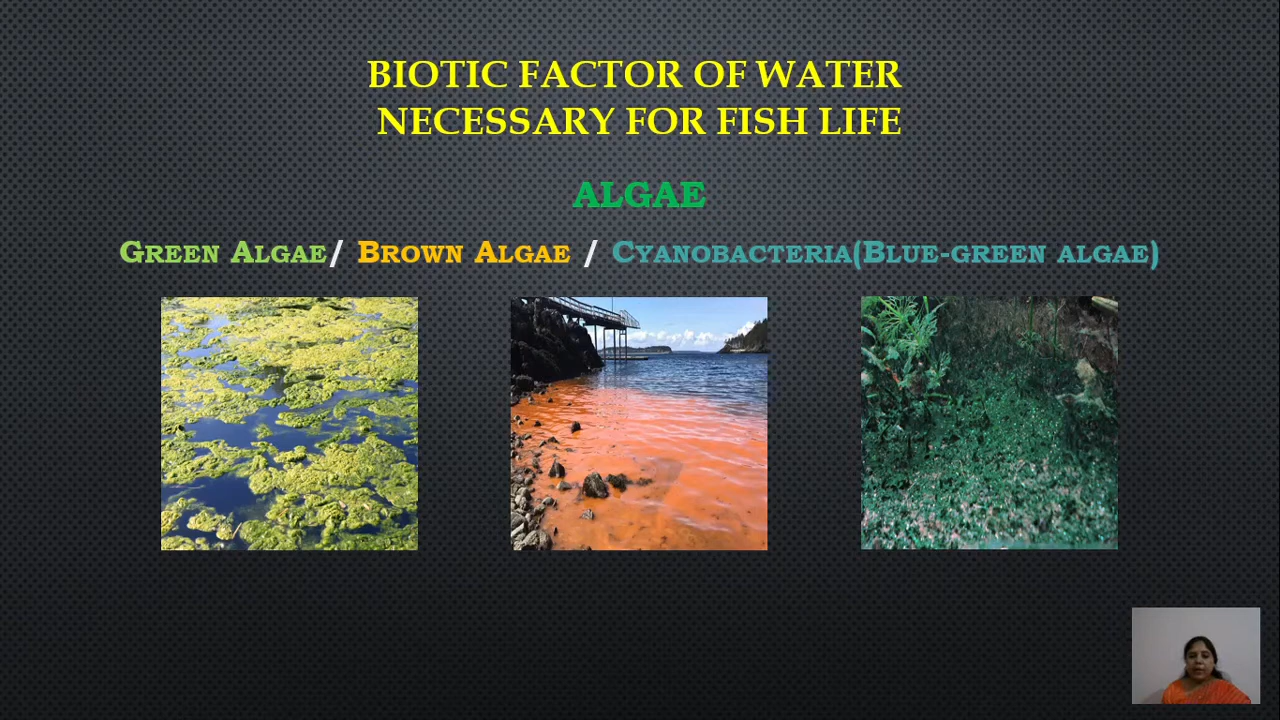 BIOTIC FACTOR OF WATER
NECESSARY FOR FISH LIFE
ALGAE
GREEN ALGAE/ BROWN ALGAE / CYANOBACTERIA(BLUE-GREEN ALGAE)